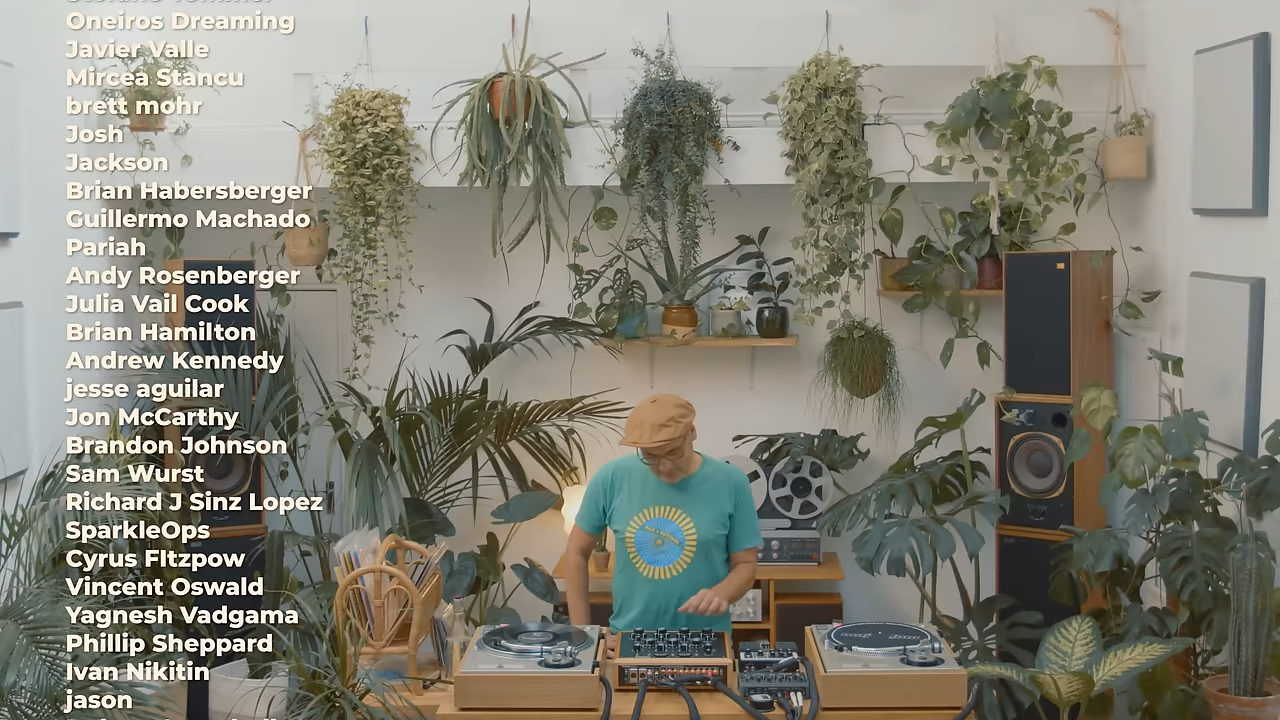 Oneiros Dreaming
Javier Valle
Mircea Stancu
brett mohr
Josh
Jackson
Brian Habersberger
Guillermo Machado
Pariah
Andy Rosenberger
Julia Vail Cook
Brian Hamilton
Andrew Kennedy
jesse aguilar
Jon McCarthy
Brandon Johnson
Sam Wurst
Richard J Sinz Lopez
SparkleOps
Cyrus FItzpow
Vincent Oswald
Yagnesh Vadgama
Phillip Sheppard
Ivan Nikitin
jason